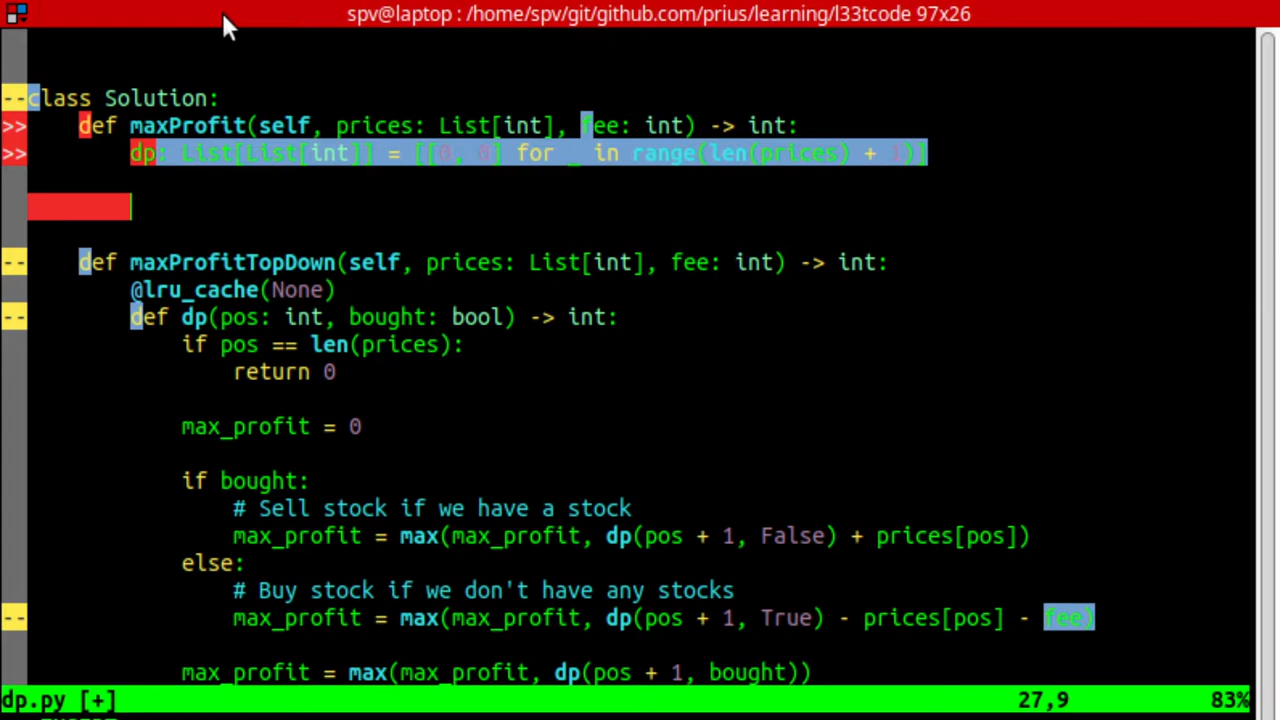 spv@laptop : /home/spv/git/github.com/prius/learning/l33tcode 97x26
--class Solution:
>>    def maxProfit(self, prices: List[int], fee: int) -> int:
>>        dp: List[List[int]] = [[0, 0] for _ in range(len(prices) + 1)]
--    def maxProfitTopDown(self, prices: List[int], fee: int) -> int:
        @lru_cache(None)
--        def dp(pos: int, bought: bool) -> int:
            if pos == len(prices):
                return 0
            max_profit = 0
            if bought:
                # Sell stock if we have a stock
                max_profit = max(max_profit, dp(pos + 1, False) + prices[pos])
            else:
                # Buy stock if we don't have any stocks
--                max_profit = max(max_profit, dp(pos + 1, True) - prices[pos] - fee)
            max_profit = max(max_profit, dp(pos + 1, bought))
dp.py [+] 27,9 83%